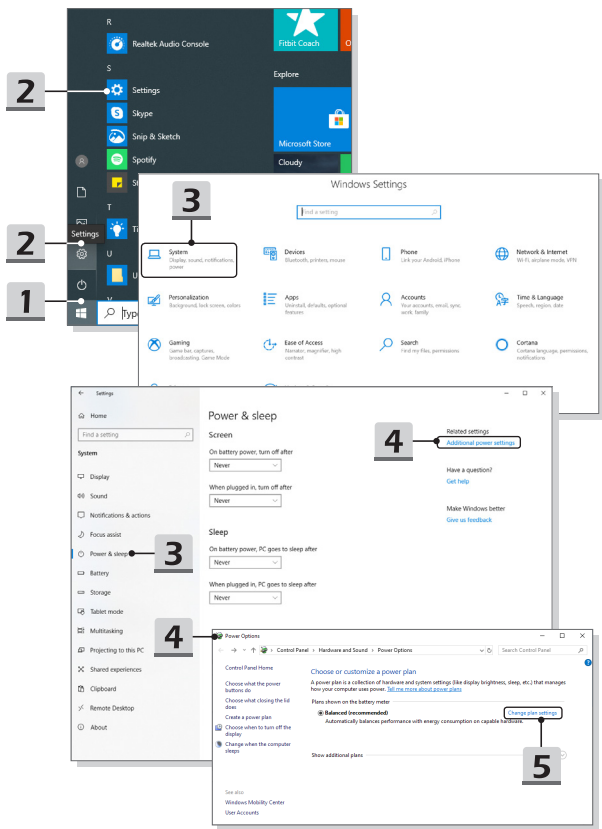 R
Realtek Audio Console
S
Settings
Skype
Snip & Sketch
Spotify
T
U
Settings
Fitbit Coach
Explore
Microsoft Store
Cloudy
2
2
1
3
Windows Settings
Find a setting
System
Display, sound, notifications,
power
Devices
Bluetooth, printers, mouse
Phone
Link your Android, iPhone
Network & Internet
Wi-Fi, airplane mode, VPN
Personalization
Background, lock screen, colors
Apps
Uninstall, defaults, optional
features
Accounts
Your accounts, email, sync,
work, family
Time & Language
Speech, region, date
Gaming
Game bar, captures,
broadcasting, Game Mode
Ease of Access
Narrator, magnifier, high
contrast
Search
Find my files, permissions
Cortana
Cortana language, permissions,
notifications
Settings
Home
Find a setting
System
Display
Sound
Notifications & actions
Focus assist
Power & sleep
Battery
Storage
Tablet mode
Multitasking
Projecting to this PC
Shared experiences
Clipboard
Remote Desktop
About
3
Power & sleep
Screen
On battery power, turn off after
Never
When plugged in, turn off after
Never
Sleep
On battery power, PC goes to sleep after
Never
When plugged in, PC goes to sleep after
Never
4
Related settings
Additional power settings
Have a question?
Get help
Make Windows better
Give us feedback
4
Power Options
Control Panel › Hardware and Sound › Power Options
Search Control Panel
Control Panel Home
Choose what the power
buttons do
Choose what closing the lid
does
Create a power plan
Choose when to turn off the
display
Change when the computer
sleeps
See also
Windows Mobility Center
User Accounts
Choose or customize a power plan
A power plan is a collection of hardware and system settings (like display brightness, sleep, etc.) that manages
how your computer uses power. Tell me more about power plans
Plans shown on the battery meter
Balanced (recommended)
Change plan settings
Automatically balances performance with energy consumption on capable hardware.
Show additional plans
5